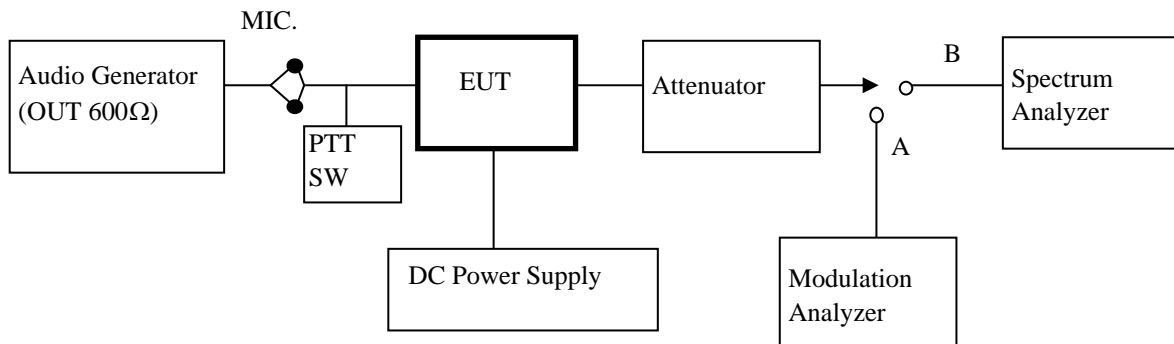 MIC.
Audio Generator
(OUT 600Ω)
EUT
Attenuator
B
Spectrum
Analyzer
PTT
SW
A
DC Power Supply
Modulation
Analyzer